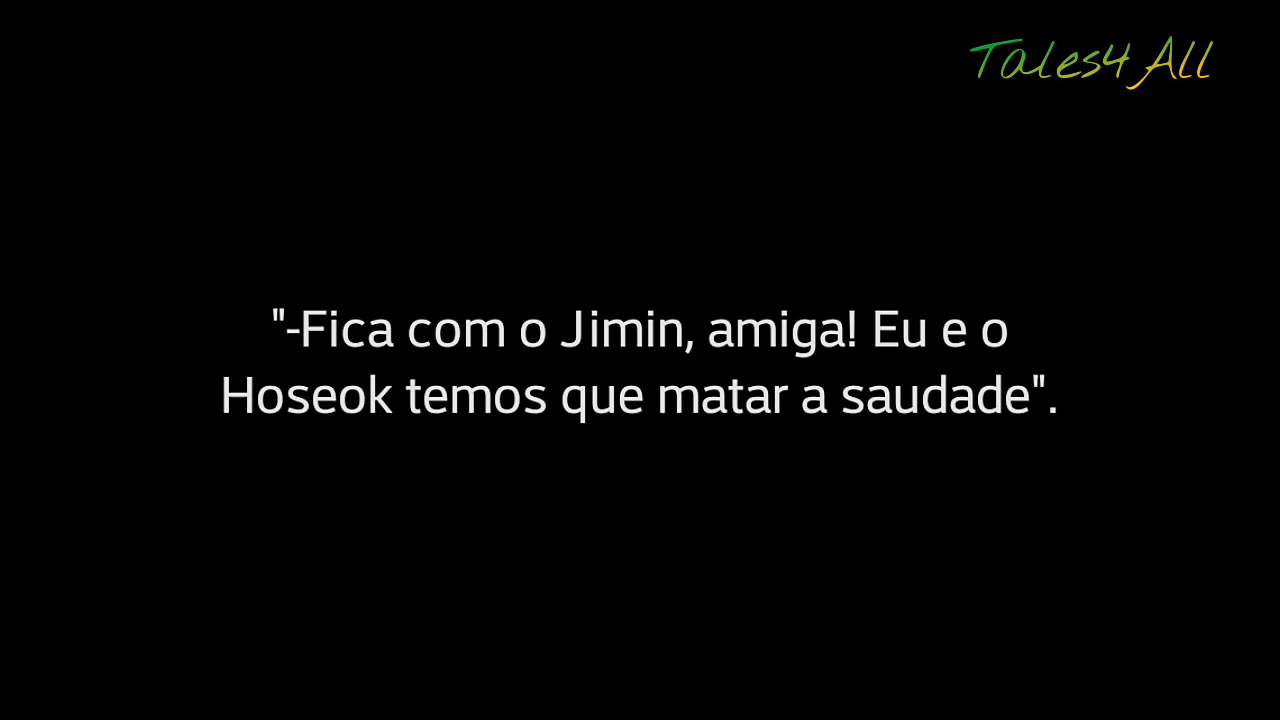 Tales4 All
"-Fica com o Jimin, amiga! Eu e o
Hoseok temos que matar a saudade".